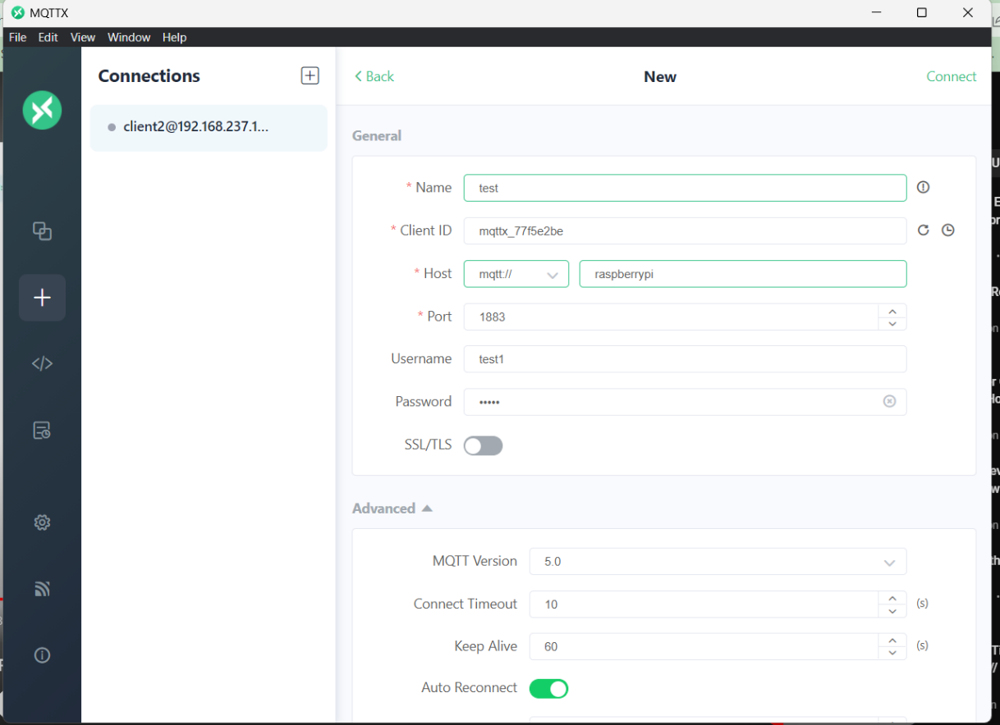 MQTTX
File Edit View Window Help
Connections
client2@192.168.237.1...
Back New Connect
General
* Name test
* Client ID mqttx_77f5e2be
* Host mqtt:// raspberrypi
* Port 1883
Username test1
Password •••••
SSL/TLS
Advanced
MQTT Version 5.0
Connect Timeout 10 (s)
Keep Alive 60 (s)
Auto Reconnect